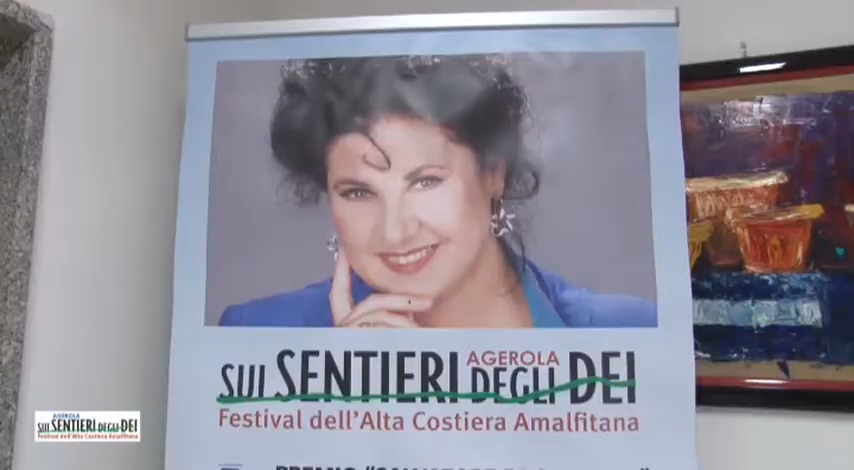 AGEROLA
SUI SENTIERI DEGLI DEI
Festival dell'Alta Costiera Amalfitana
PREMIO
AGEROLA
SUI SENTIERI DEGLI DEI
Festival dell'Alta Costiera Amalfitana